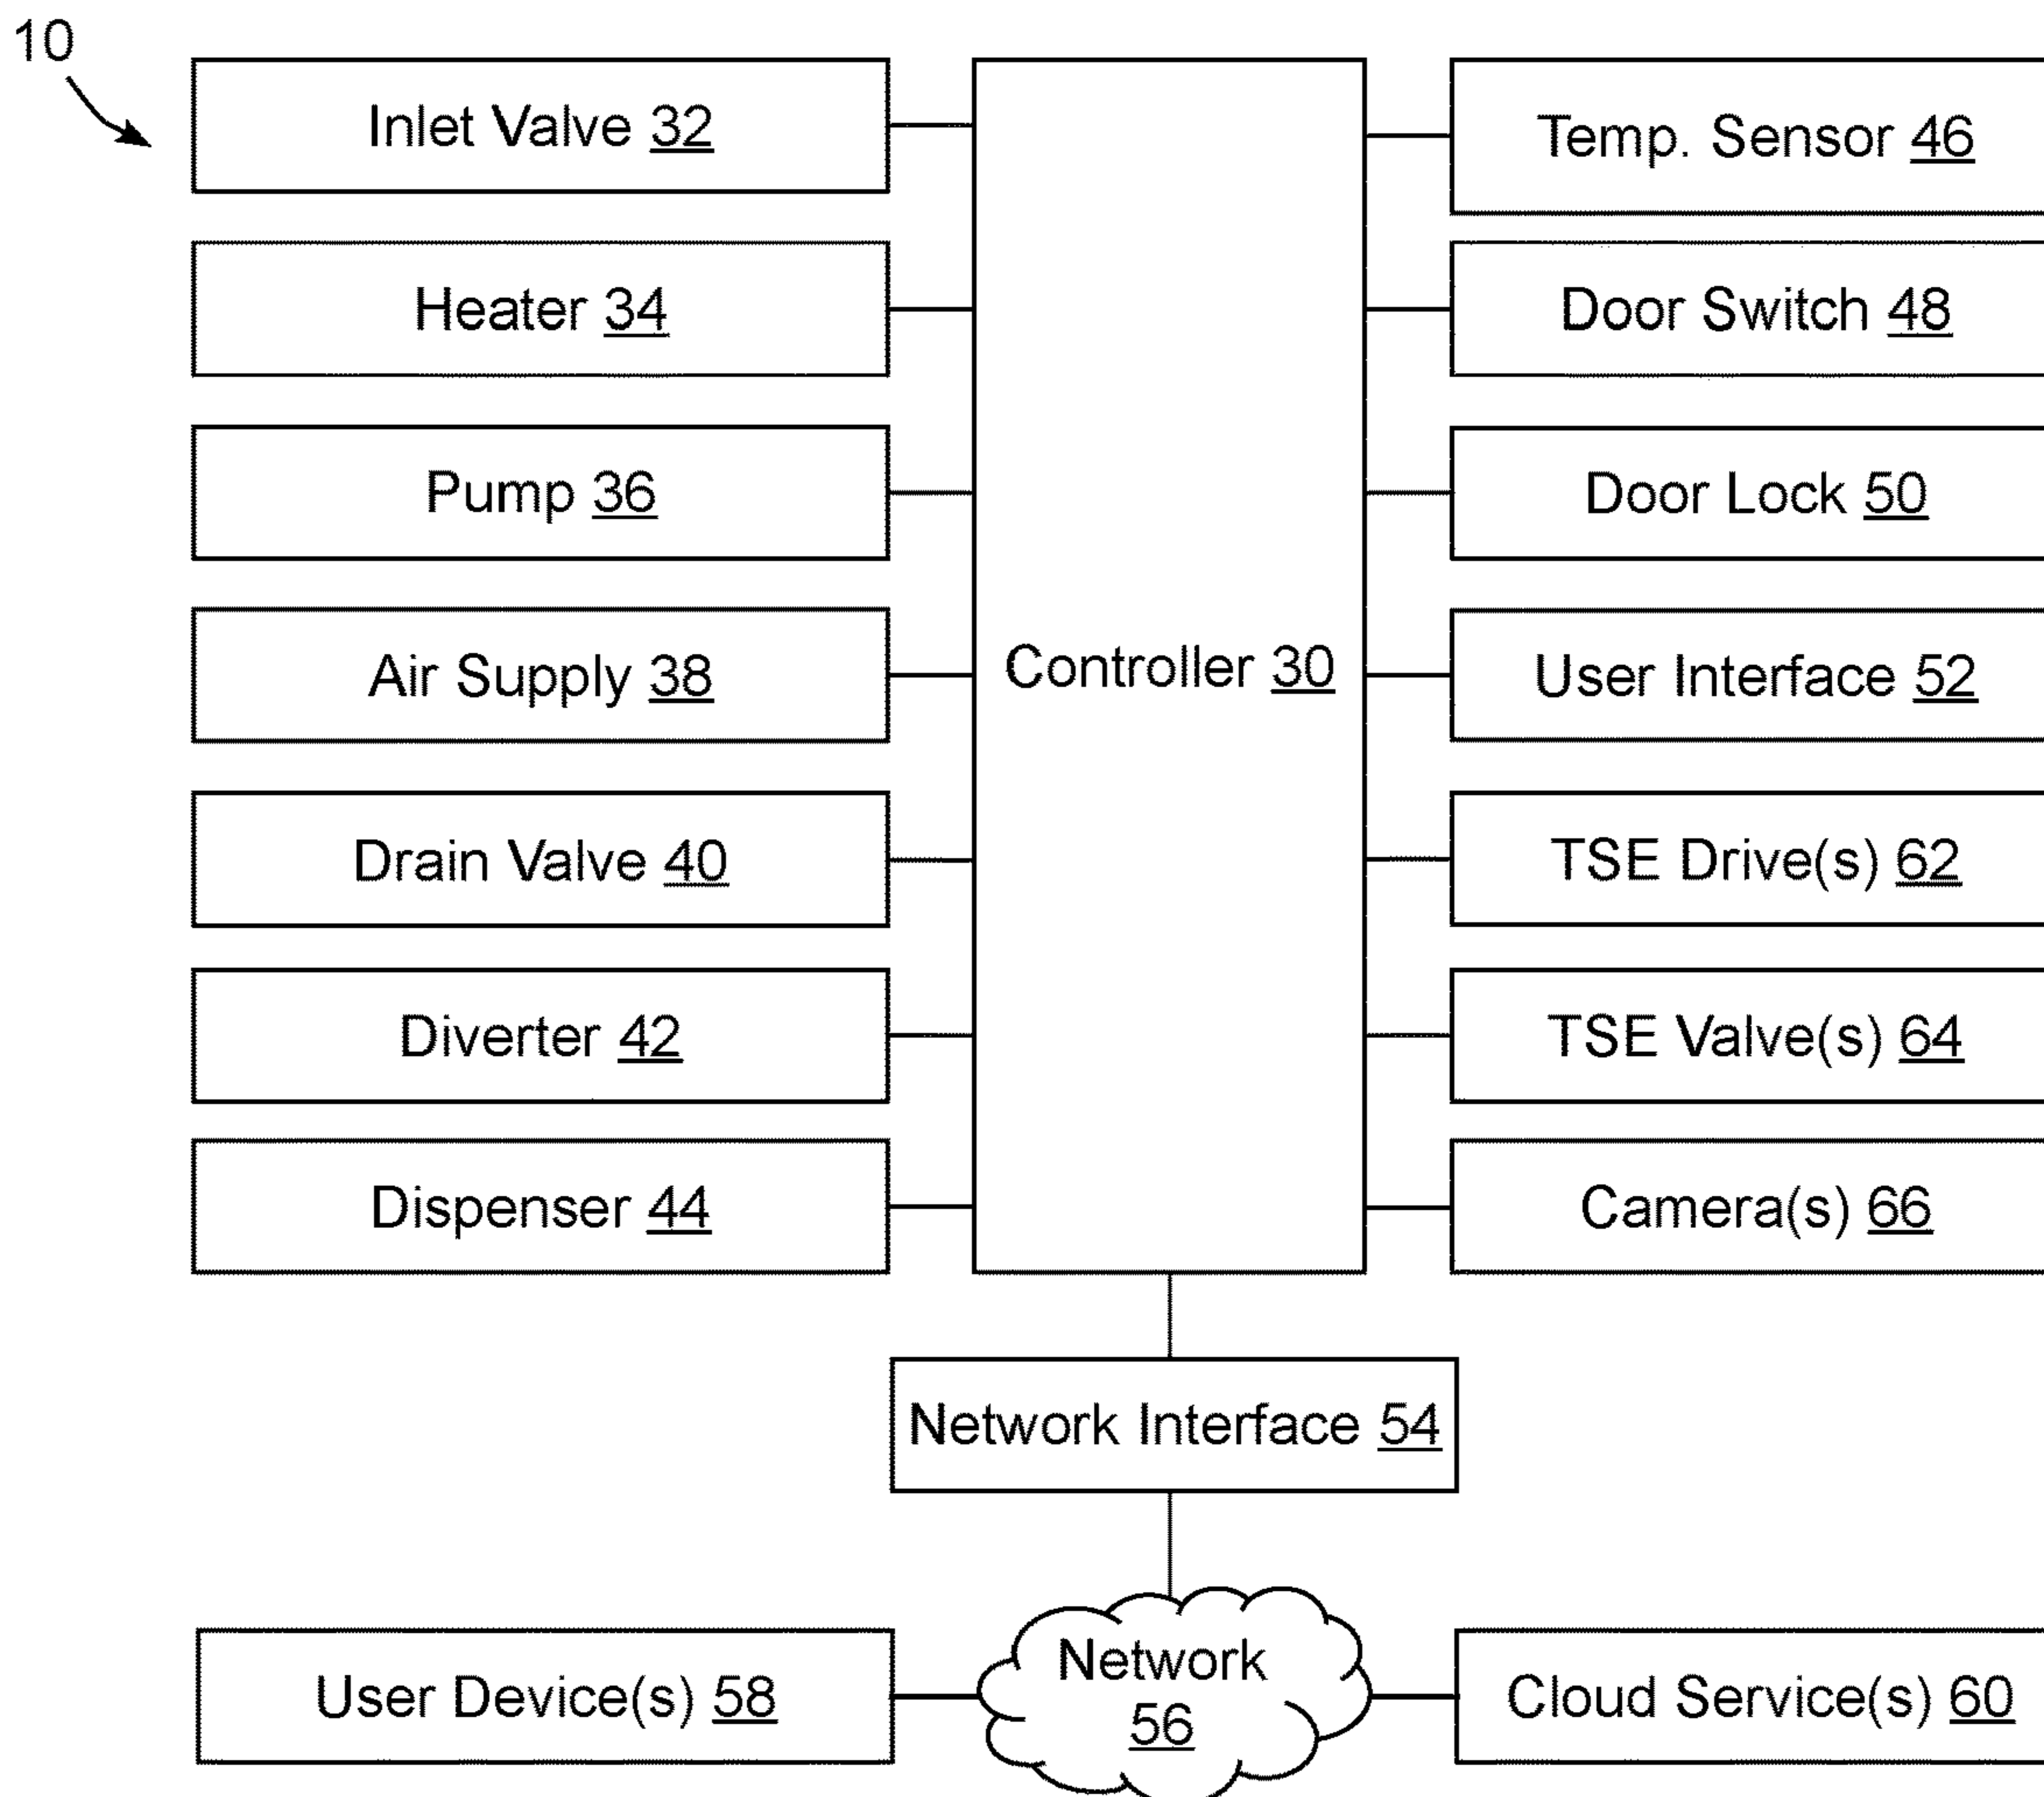 10
Inlet Valve 32
Heater 34
Pump 36
Air Supply 38
Drain Valve 40
Diverter 42
Dispenser 44
Controller 30
Temp. Sensor 46
Door Switch 48
Door Lock 50
User Interface 52
TSE Drive(s) 62
TSE Valve(s) 64
Camera(s) 66
Network Interface 54
User Device(s) 58
Network
56
Cloud Service(s) 60